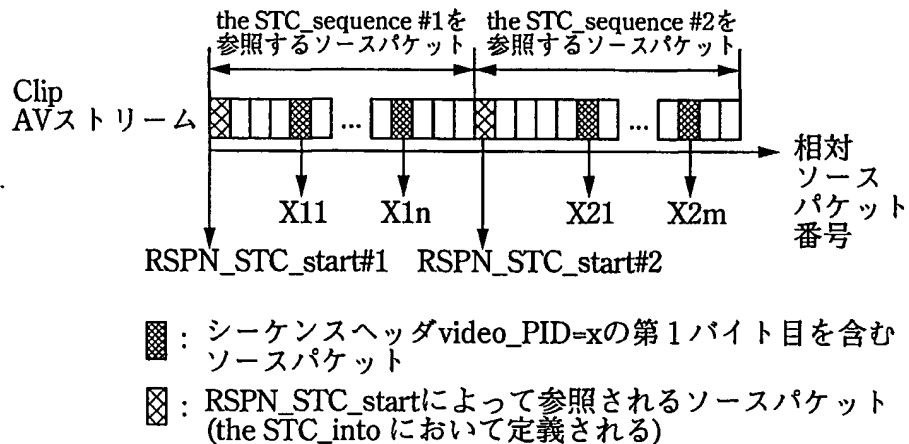 the STC_sequence #1を
参照するソースパケット
the STC_sequence #2を
参照するソースパケット
Clip
AVストリーム
...
...
相対
ソース
パケット
番号
X11
X1n
X21
X2m
RSPN_STC_start#1
RSPN_STC_start#2
: シーケンスヘッダvideo_PID=xの第1バイト目を含む
ソースパケット
: RSPN_STC_startによって参照されるソースパケット
(the STC_into において定義される)